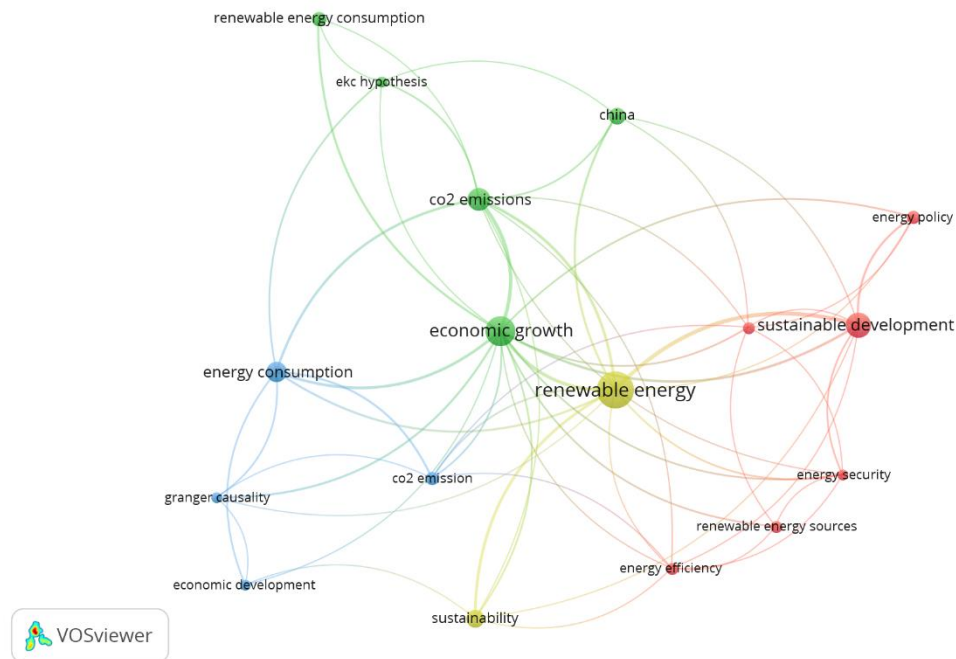 renewable energy consumption
ekc hypothesis
china
co2 emissions
energy policy
economic growth
sustainable development
energy consumption
renewable energy
co2 emission
energy security
granger causality
renewable energy sources
energy efficiency
economic development
sustainability
VOSviewer